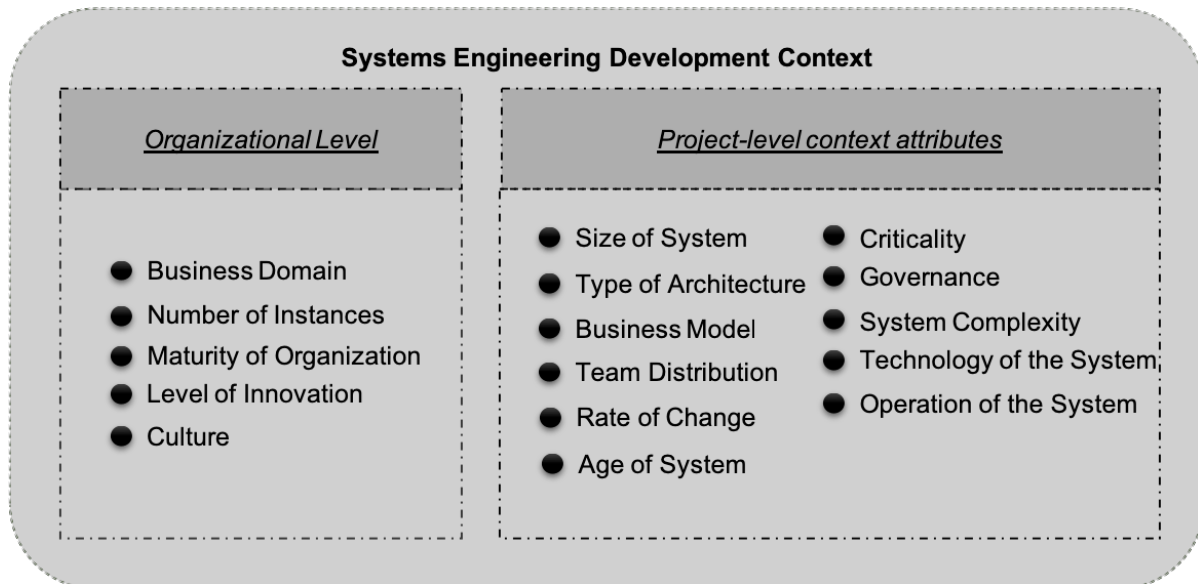 Systems Engineering Development Context
Organizational Level
Business Domain
Number of Instances
Maturity of Organization
Level of Innovation
Culture
Project-level context attributes
Size of System
Type of Architecture
Business Model
Team Distribution
Rate of Change
Age of System
Criticality
Governance
System Complexity
Technology of the System
Operation of the System